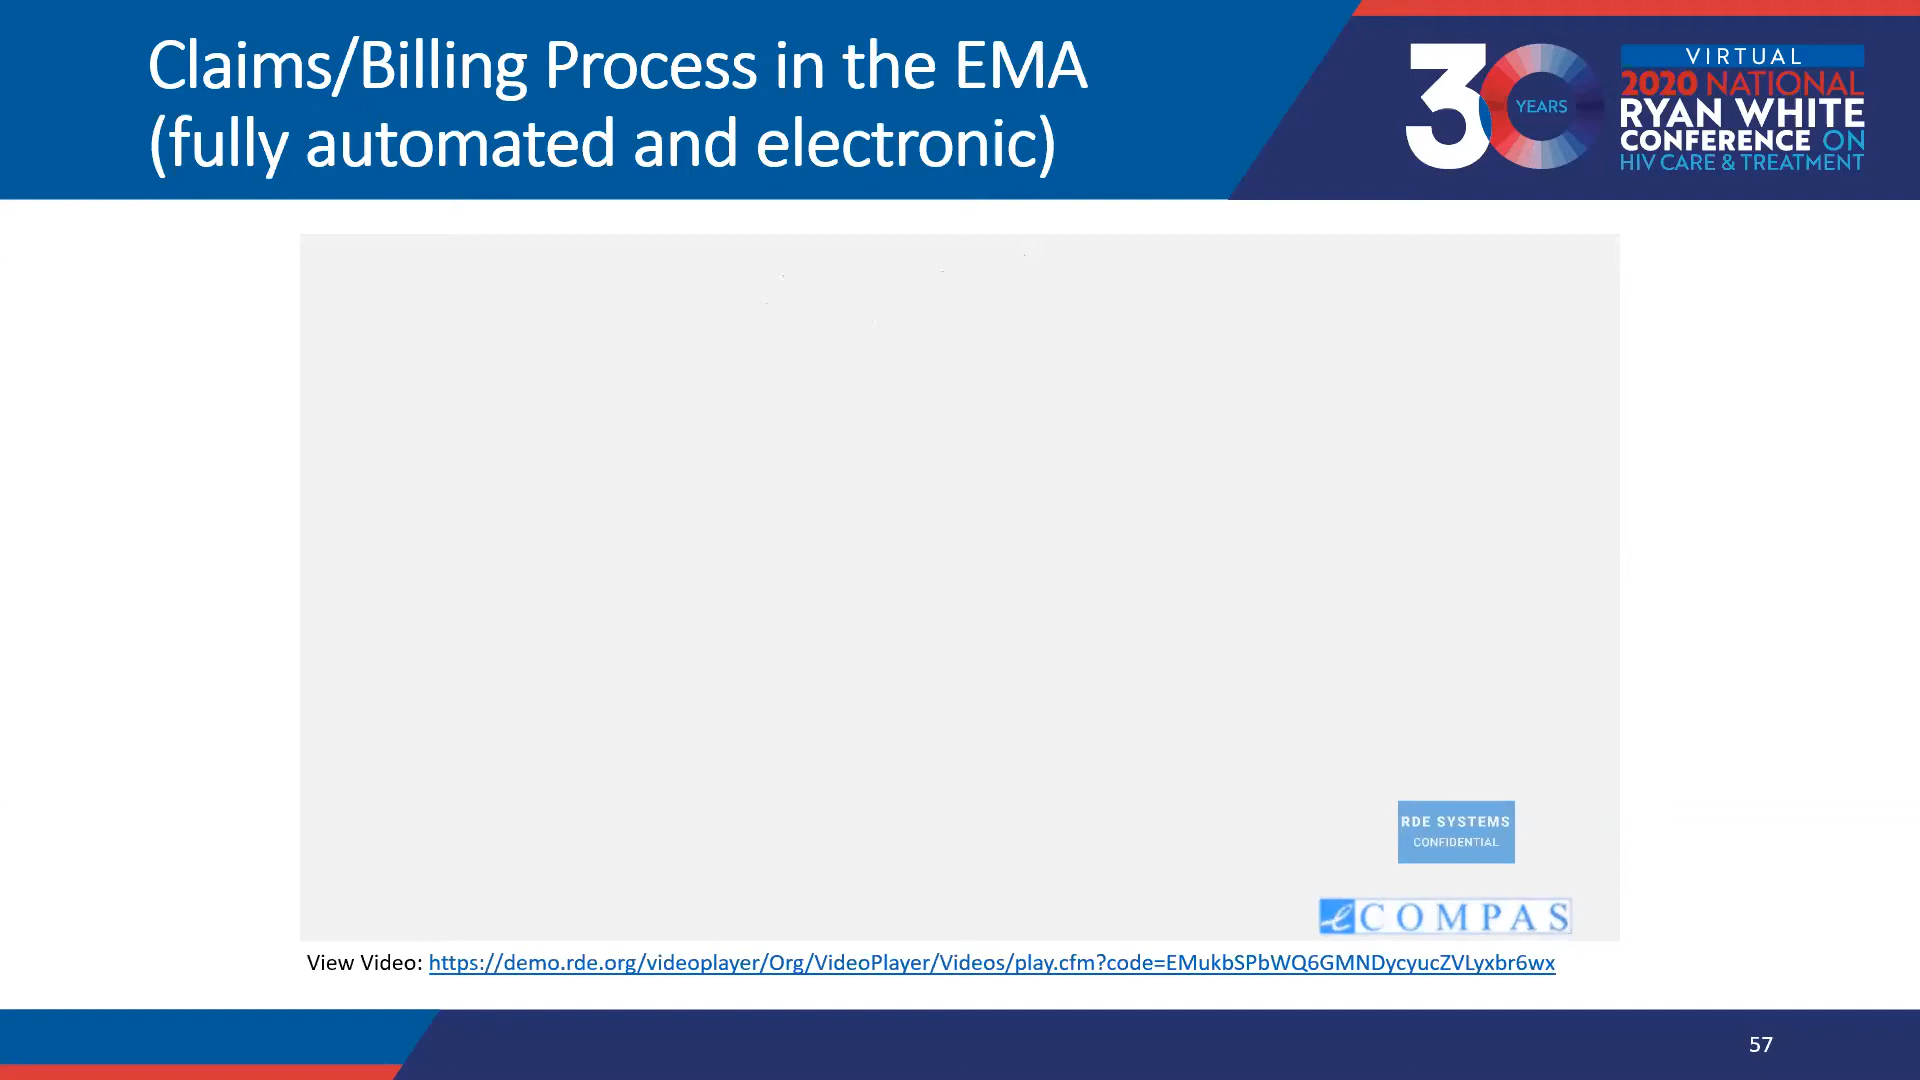 Claims/Billing Process in the EMA
(fully automated and electronic)
30
YEARS
VIRTUAL
2020 NATIONAL
RYAN WHITE
CONFERENCE ON
HIV CARE & TREATMENT
RDE SYSTEMS
CONFIDENTIAL
eCOMPAS
View Video: https://demo.rde.org/videoplayer/Org/VideoPlayer/Videos/play.cfm?code=EMukbSPbWQ6GMNDycyucZVLyxbr6wx
57